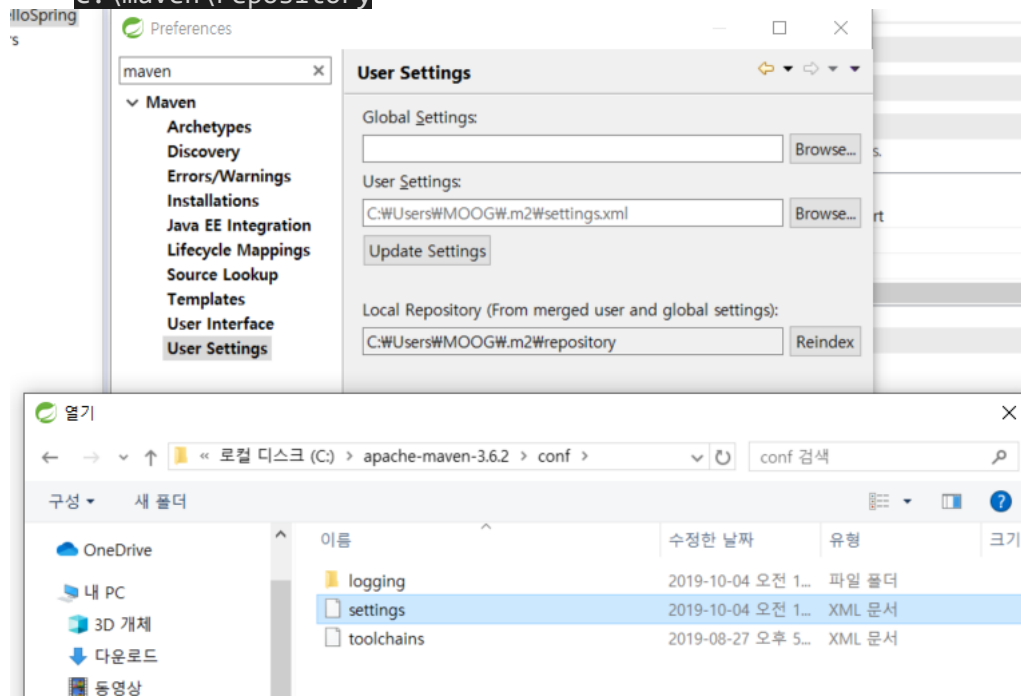 c:\maven\repository
elloSpring
Preferences
maven
Maven
Archetypes
Discovery
Errors/Warnings
Installations
Java EE Integration
Lifecycle Mappings
Source Lookup
Templates
User Interface
User Settings
User Settings
Global Settings:
Browse...
User Settings:
C:₩Users₩MOOG₩.m2₩settings.xml
Browse...
Update Settings
Local Repository (From merged user and global settings):
C:₩Users₩MOOG₩.m2₩repository
Reindex
열기
« 로컬 디스크 (C:) > apache-maven-3.6.2 > conf >
conf 검색
구성
새 폴더
OneDrive
내 PC
3D 개체
다운로드
동영상
이름 수정한 날짜 유형 크기
logging 2019-10-04 오전 1... 파일 폴더
settings 2019-10-04 오전 1... XML 문서
toolchains 2019-08-27 오후 5... XML 문서